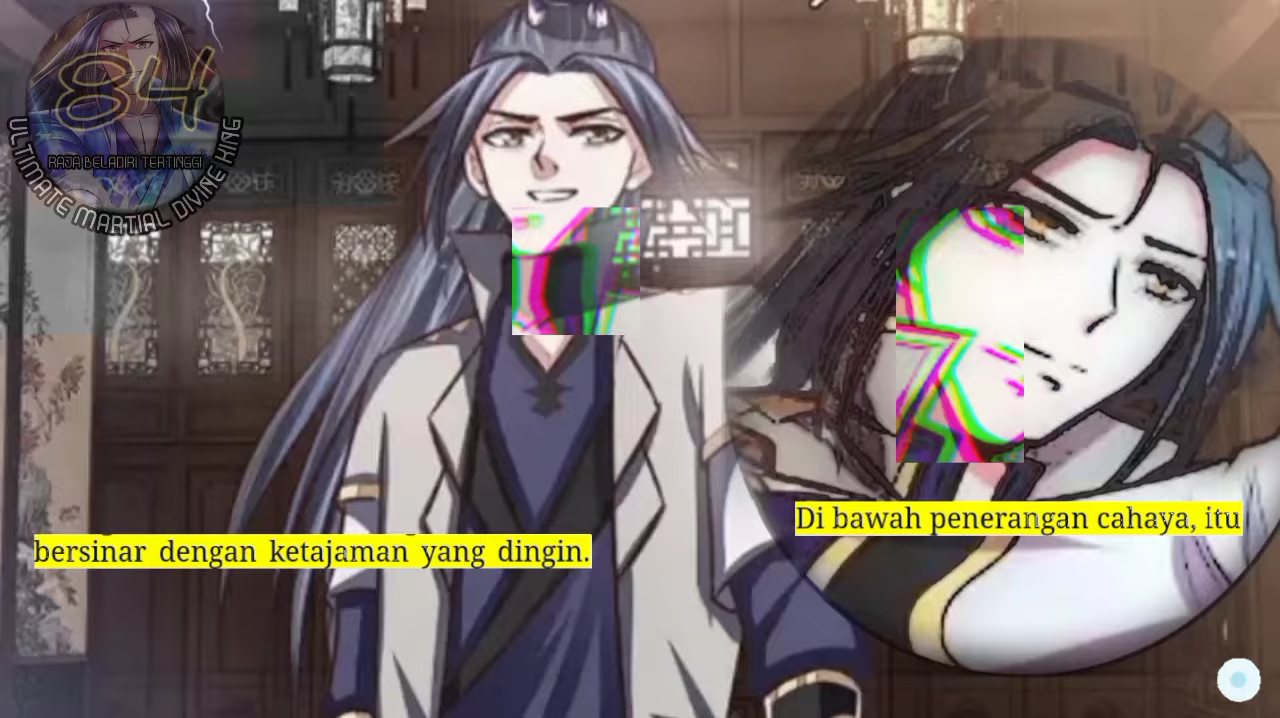 84
RAJA BELADIRI TERTINGGI
ULTIMATE MARTIAL DIVINE KING
Di bawah penerangan cahaya, itu
bersinar dengan ketajaman yang dingin.